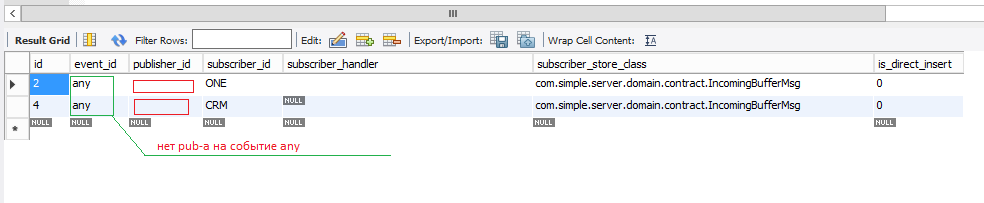 Result Grid Filter Rows: Edit: Export/Import: Wrap Cell Content:
id event_id publisher_id subscriber_id subscriber_handler subscriber_store_class is_direct_insert
2 any ONE com.simple.server.domain.contract.IncomingBufferMsg 0
4 any CRM NULL com.simple.server.domain.contract.IncomingBufferMsg 0
NULL NULL NULL NULL NULL NULL NULL
нет pub-а на событие any